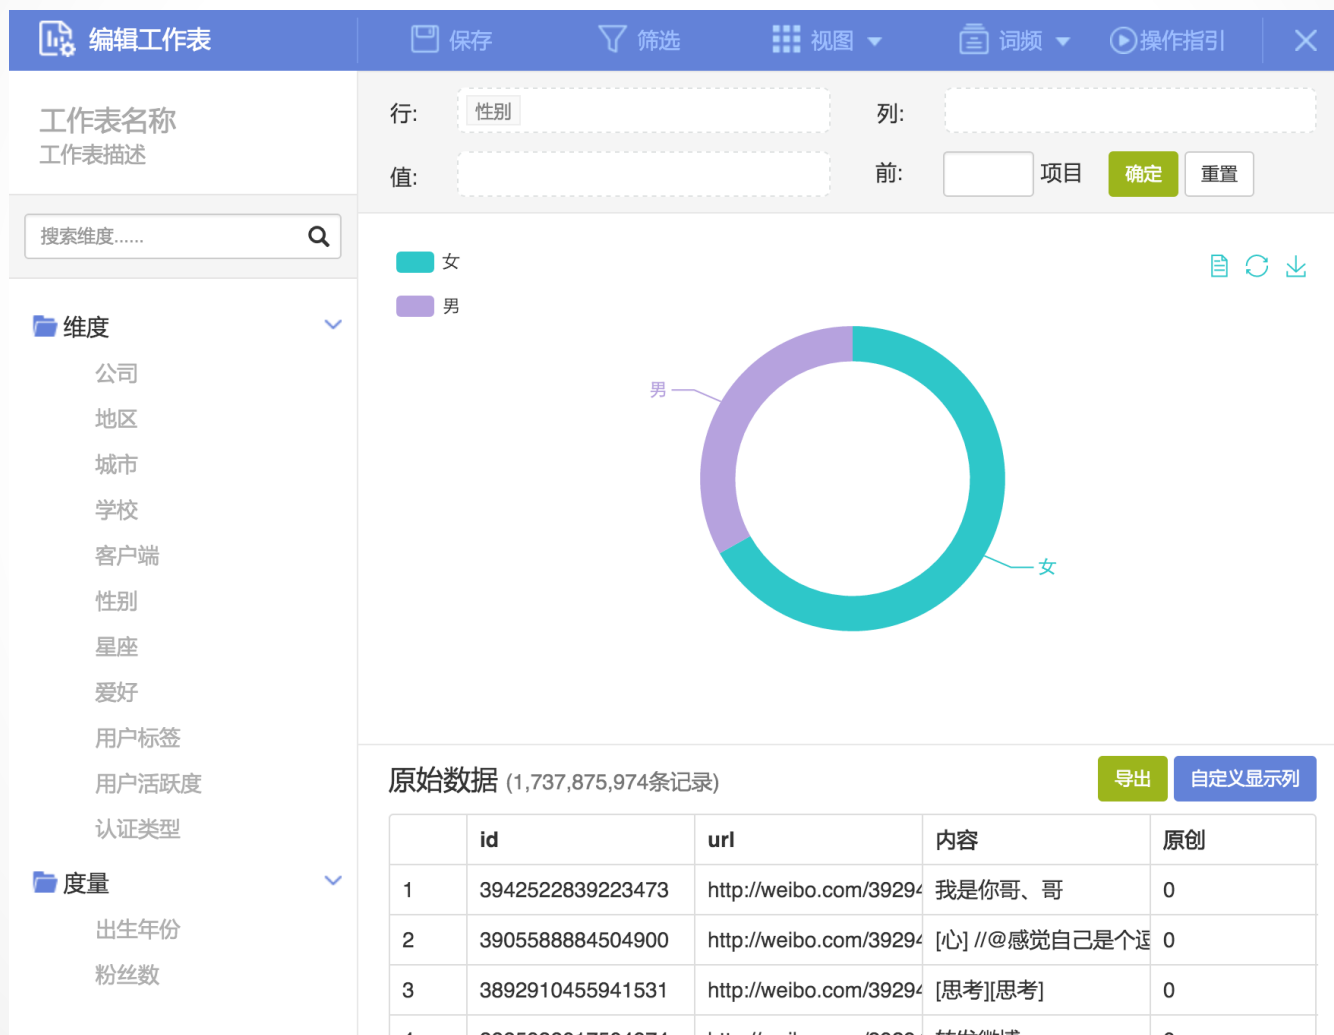 编辑工作表
保存
筛选
视图
词频
操作指引
工作表名称
工作表描述
搜索维度......
维度
公司
地区
城市
学校
客户端
性别
星座
爱好
用户标签
用户活跃度
认证类型
度量
出生年份
粉丝数
行: 性别
列:
值:
前: 项目 确定 重置
女
男
男
女
原始数据 (1,737,875,974条记录)
导出 自定义显示列
id url 内容 原创
1 3942522839223473 http://weibo.com/39294 我是你哥、哥 0
2 3905588884504900 http://weibo.com/39294 [心] //@感觉自己是个逗 0
3 3892910455941531 http://weibo.com/39294 [思考][思考] 0